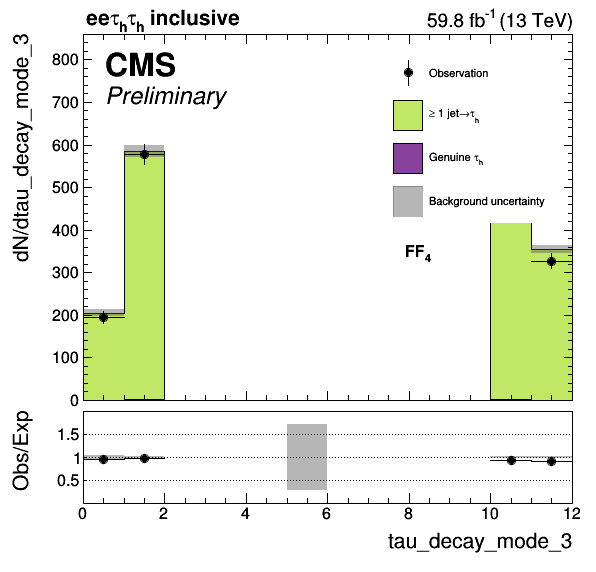 eeτhτh inclusive
59.8 fb-1 (13 TeV)
CMS
Preliminary
Observation
≥ 1 jet→τh
Genuine τh
Background uncertainty
FF4
dN/dtau_decay_mode_3
800
700
600
500
400
300
200
100
0
Obs/Exp
1.5
1
0.5
0 2 4 6 8 10 12
tau_decay_mode_3